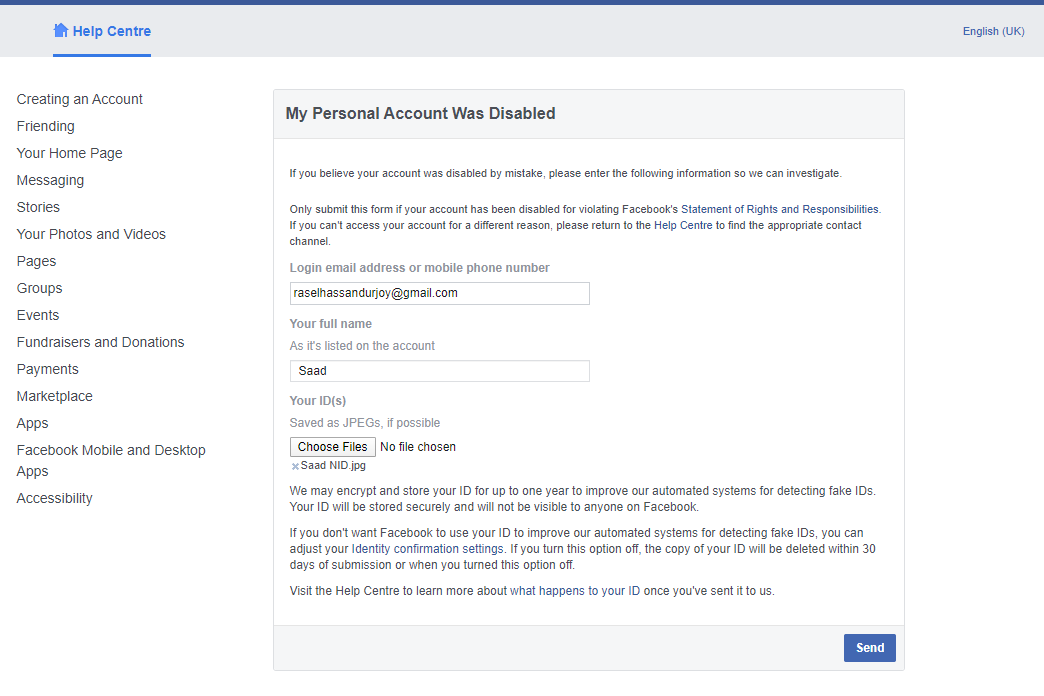 Help Centre
English (UK)
Creating an Account
Friending
Your Home Page
Messaging
Stories
Your Photos and Videos
Pages
Groups
Events
Fundraisers and Donations
Payments
Marketplace
Apps
Facebook Mobile and Desktop
Apps
Accessibility
My Personal Account Was Disabled
If you believe your account was disabled by mistake, please enter the following information so we can investigate.
Only submit this form if your account has been disabled for violating Facebook's Statement of Rights and Responsibilities.
If you can't access your account for a different reason, please return to the Help Centre to find the appropriate contact
channel.
Login email address or mobile phone number
raselhassandurjoy@gmail.com
Your full name
As it's listed on the account
Saad
Your ID(s)
Saved as JPEGs, if possible
Choose Files No file chosen
Saad NID.jpg
We may encrypt and store your ID for up to one year to improve our automated systems for detecting fake IDs.
Your ID will be stored securely and will not be visible to anyone on Facebook.
If you don't want Facebook to use your ID to improve our automated systems for detecting fake IDs, you can
adjust your Identity confirmation settings. If you turn this option off, the copy of your ID will be deleted within 30
days of submission or when you turned this option off.
Visit the Help Centre to learn more about what happens to your ID once you've sent it to us.
Send